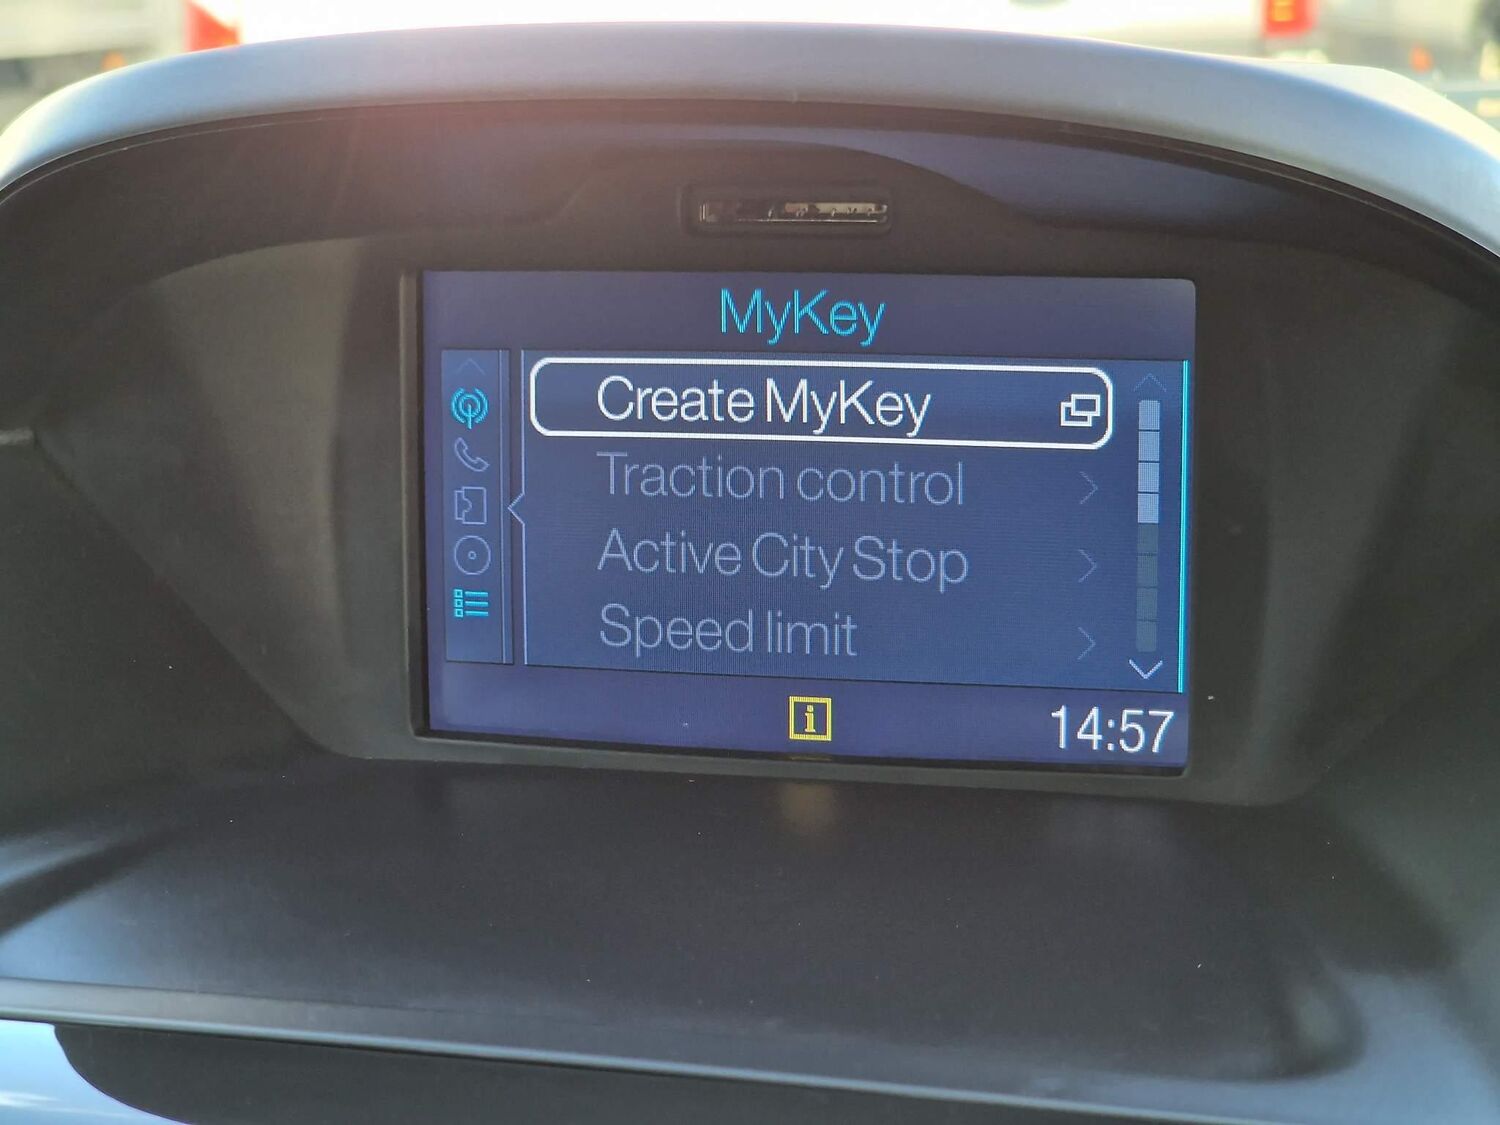 MyKey
Create MyKey
Traction control
Active City Stop
Speed limit
i
14:57